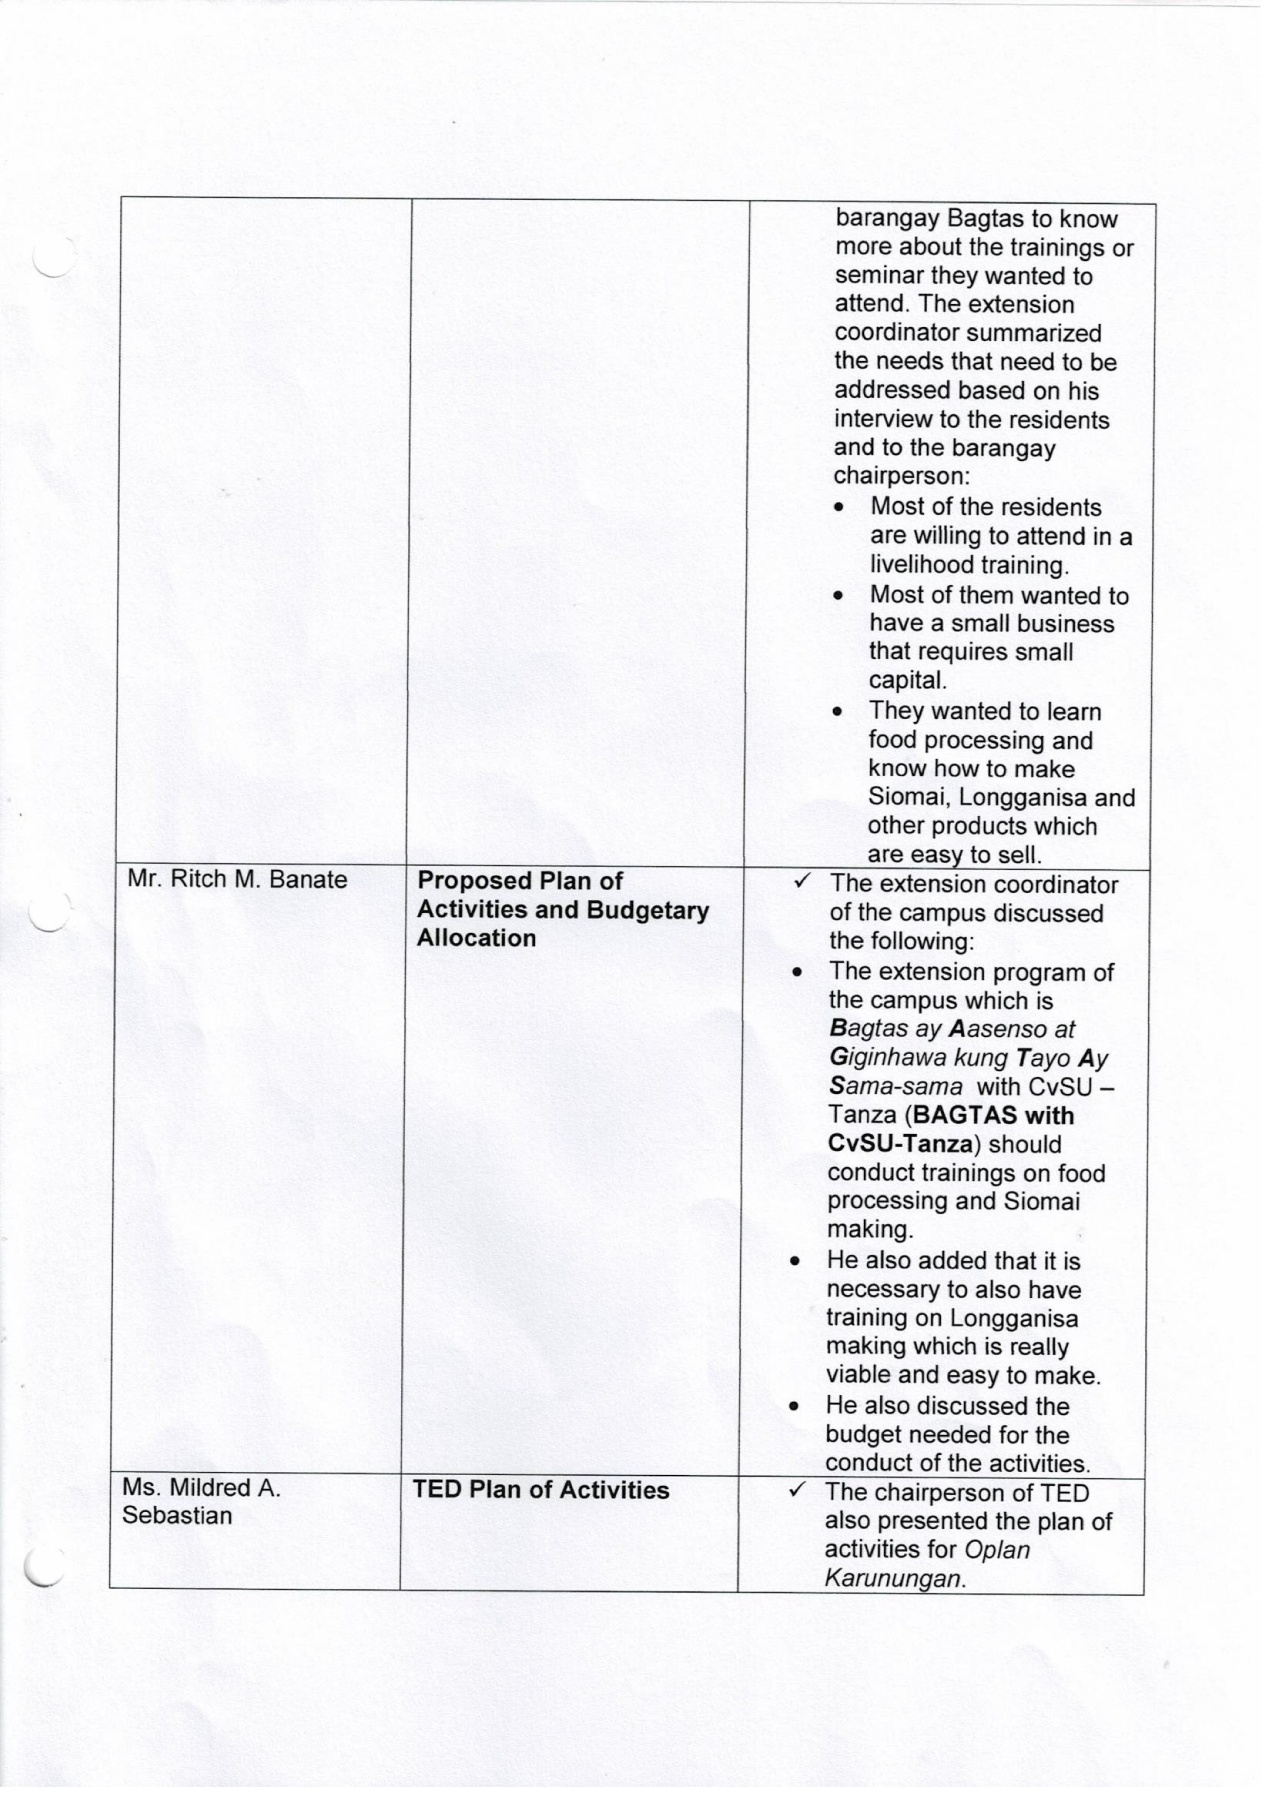 barangay Bagtas to know
more about the trainings or
seminar they wanted to
attend. The extension
coordinator summarized
the needs that need to be
addressed based on his
interview to the residents
and to the barangay
chairperson:
• Most of the residents
are willing to attend in a
livelihood training.
• Most of them wanted to
have a small business
that requires small
capital.
• They wanted to learn
food processing and
know how to make
Siomai, Longganisa and
other products which
are easy to sell.
Mr. Ritch M. Banate
Proposed Plan of
Activities and Budgetary
Allocation
✓ The extension coordinator
of the campus discussed
the following:
• The extension program of
the campus which is
Bagtas ay Aasenso at
Giginhawa kung Tayo Ay
Sama-sama with CvSU –
Tanza (BAGTAS with
CvSU-Tanza) should
conduct trainings on food
processing and Siomai
making.
• He also added that it is
necessary to also have
training on Longganisa
making which is really
viable and easy to make.
• He also discussed the
budget needed for the
conduct of the activities.
Ms. Mildred A.
Sebastian
TED Plan of Activities
✓ The chairperson of TED
also presented the plan of
activities for Oplan
Karunungan.